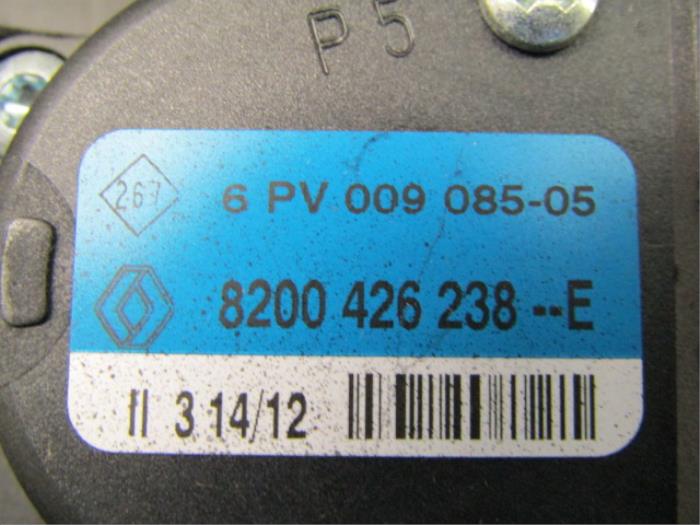 P5
267
6 PV 009 085-05
8200 426 238 --E
fl 3 14/12